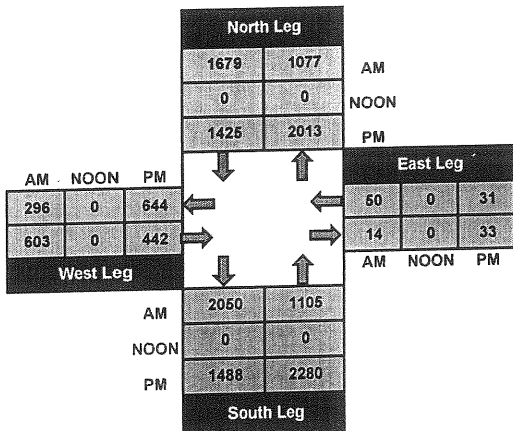 North Leg
1679 1077 AM
0 0 NOON
1425 2013 PM
East Leg
50 0 31
14 0 33
AM NOON PM
AM NOON PM
296 0 644
603 0 442
West Leg
AM 2050 1105
NOON 0 0
PM 1488 2280
South Leg